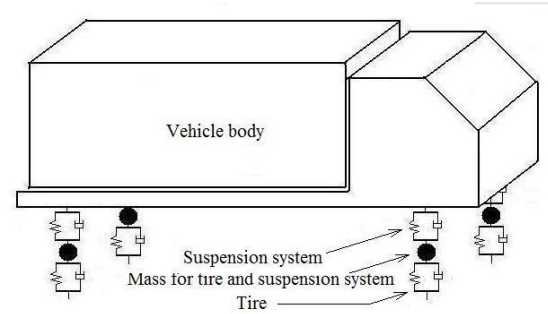 Vehicle body
Suspension system
Mass for tire and suspension system
Tire